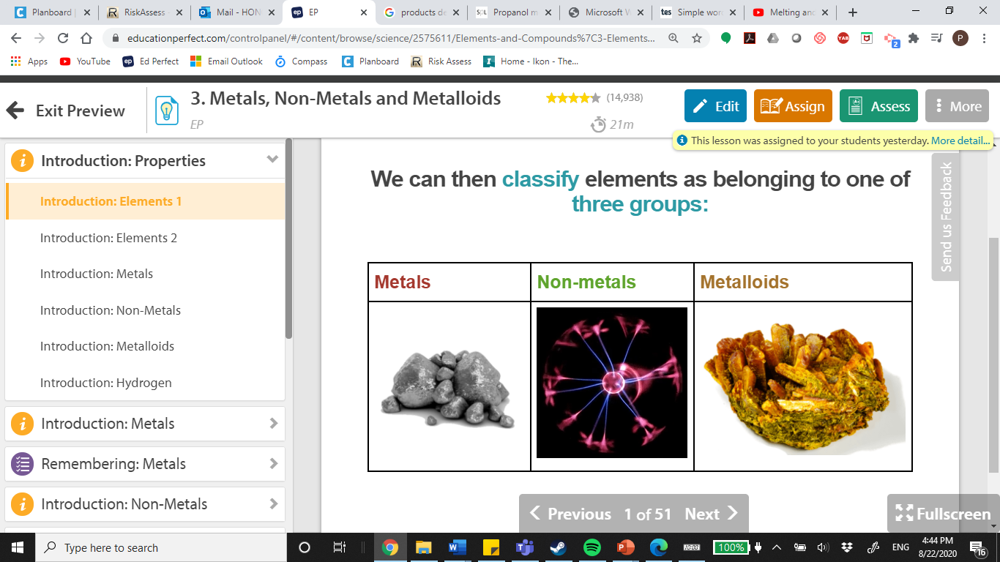 Planboard |
RiskAssess
Mail - HON
EP
products de
SPL Propanol m
Microsoft W
tes Simple wor
Melting and
educationperfect.com/controlpanel/#/content/browse/science/2575611/Elements-and-Compounds%7C3-Elements...
YAB
2
P
Apps
YouTube
ep Ed Perfect
Email Outlook
Compass
Planboard
Risk Assess
Home - Ikon - The...
Exit Preview
3. Metals, Non-Metals and Metalloids
EP
(14,938)
21m
Edit
Assign
Assess
More
This lesson was assigned to your students yesterday. More detail...
Introduction: Properties
Introduction: Elements 1
Introduction: Elements 2
Introduction: Metals
Introduction: Non-Metals
Introduction: Metalloids
Introduction: Hydrogen
Introduction: Metals
Remembering: Metals
Introduction: Non-Metals
We can then classify elements as belonging to one of
three groups:
Metals
Non-metals
Metalloids
Send us Feedback
Previous
1 of 51
Next
Fullscreen
Type here to search
100%
ENG
4:44 PM
8/22/2020
16